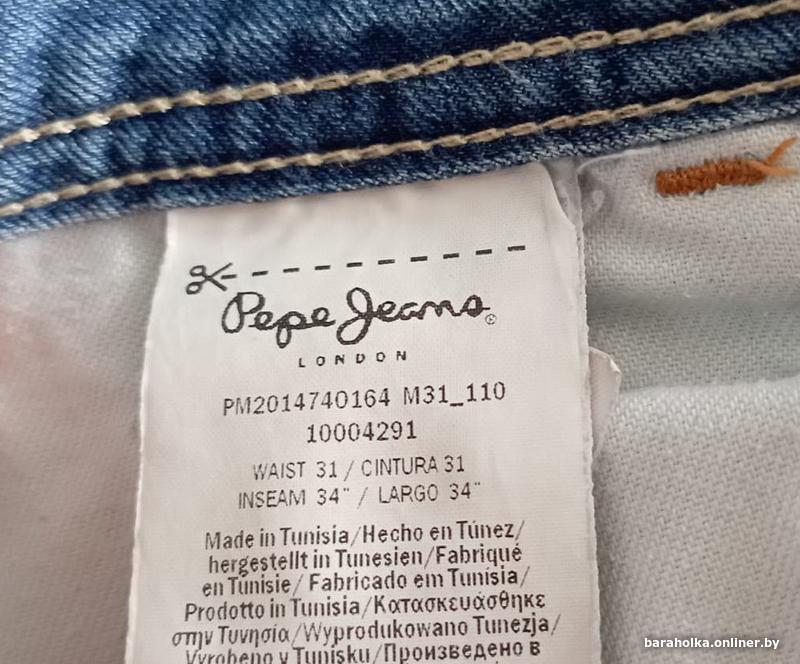 Pepe Jeans®
LONDON
PM2014740164 M31_110
10004291
WAIST 31 / CINTURA 31
INSEAM 34" / LARGO 34"
Made in Tunisia/Hecho en Túnez/
hergestellt in Tunesien/Fabriqué
en Tunisie/ Fabricado em Tunísia/
Prodotto in Tunisia/Κατασκευάσθηκε
στην Τυνησία/Wyprodukowano Tunezja/
Vyrobeno v Tunisku/Произведено в
baraholka.onliner.by